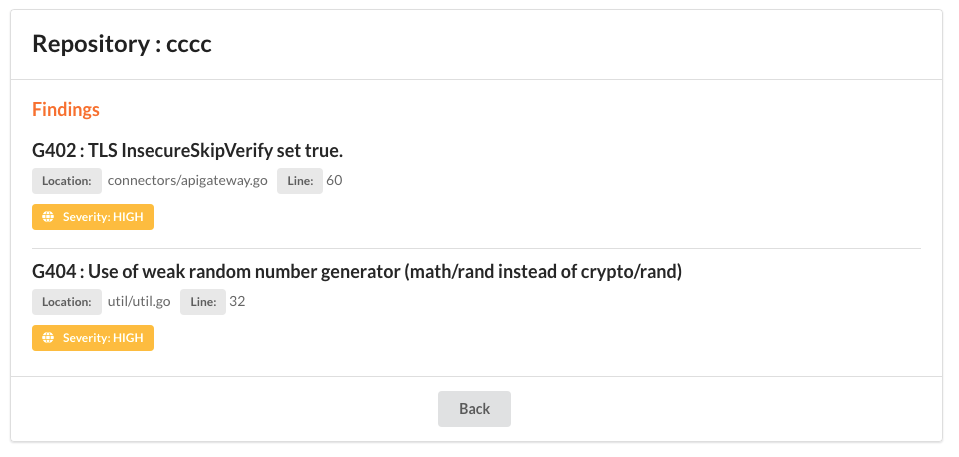 Repository : cccc
Findings
G402 : TLS InsecureSkipVerify set true.
Location: connectors/apigateway.go Line: 60
Severity: HIGH
G404 : Use of weak random number generator (math/rand instead of crypto/rand)
Location: util/util.go Line: 32
Severity: HIGH
Back